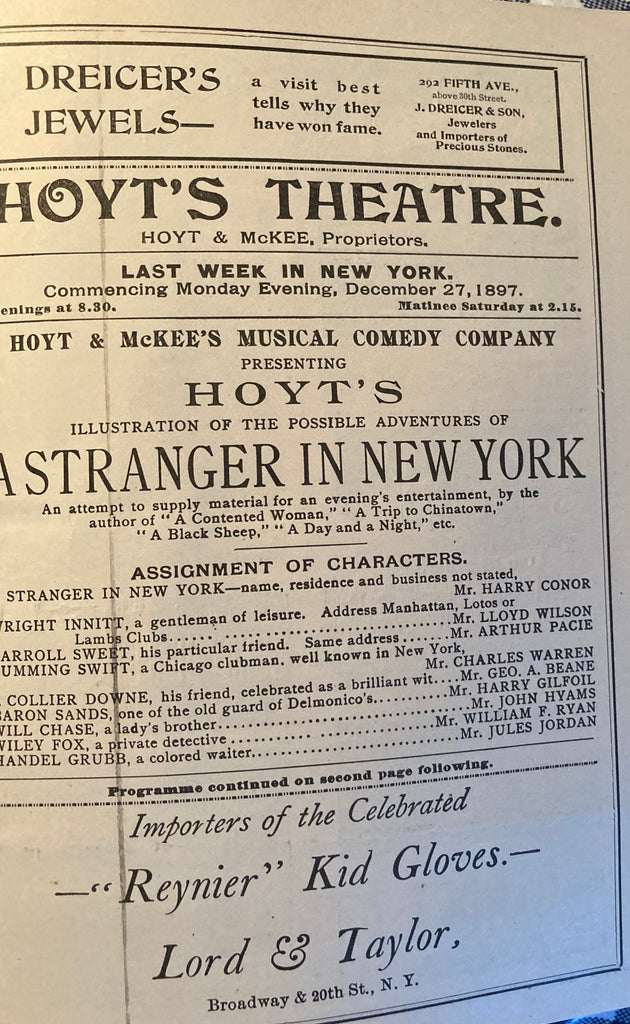 DREICER'S
JEWELS—
a visit best
tells why they
have won fame.
292 FIFTH AVE.,
above 30th Street.
J. DREICER & SON,
Jewelers
and Importers of
Precious Stones.
HOYT'S THEATRE.
HOYT & McKEE, Proprietors.
LAST WEEK IN NEW YORK.
Commencing Monday Evening, December 27, 1897.
enings at 8.30. Matinee Saturday at 2.15.
HOYT & McKEE'S MUSICAL COMEDY COMPANY
PRESENTING
HOYT'S
ILLUSTRATION OF THE POSSIBLE ADVENTURES OF
A STRANGER IN NEW YORK
An attempt to supply material for an evening's entertainment, by the
author of "A Contented Woman," "A Trip to Chinatown,"
"A Black Sheep," "A Day and a Night," etc.
ASSIGNMENT OF CHARACTERS.
STRANGER IN NEW YORK—name, residence and business not stated,
Mr. HARRY CONOR
WRIGHT INNITT, a gentleman of leisure. Address Manhattan, Lotos or
Lambs Clubs.........................Mr. LLOYD WILSON
ARROLL SWEET, his particular friend. Same address.......Mr. ARTHUR PACIE
UMMING SWIFT, a Chicago clubman, well known in New York,
Mr. CHARLES WARREN
COLLIER DOWNE, his friend, celebrated as a brilliant wit....Mr. GEO. A. BEANE
BARON SANDS, one of the old guard of Delmonico's..........Mr. HARRY GILFOIL
WILL CHASE, a lady's brother..........................Mr. JOHN HYAMS
WILEY FOX, a private detective..........................Mr. WILLIAM F. RYAN
HANDEL GRUBB, a colored waiter..........................Mr. JULES JORDAN
Programme continued on second page following.
Importers of the Celebrated
—"Reynier" Kid Gloves.—
Lord & Taylor,
Broadway & 20th St., N. Y.